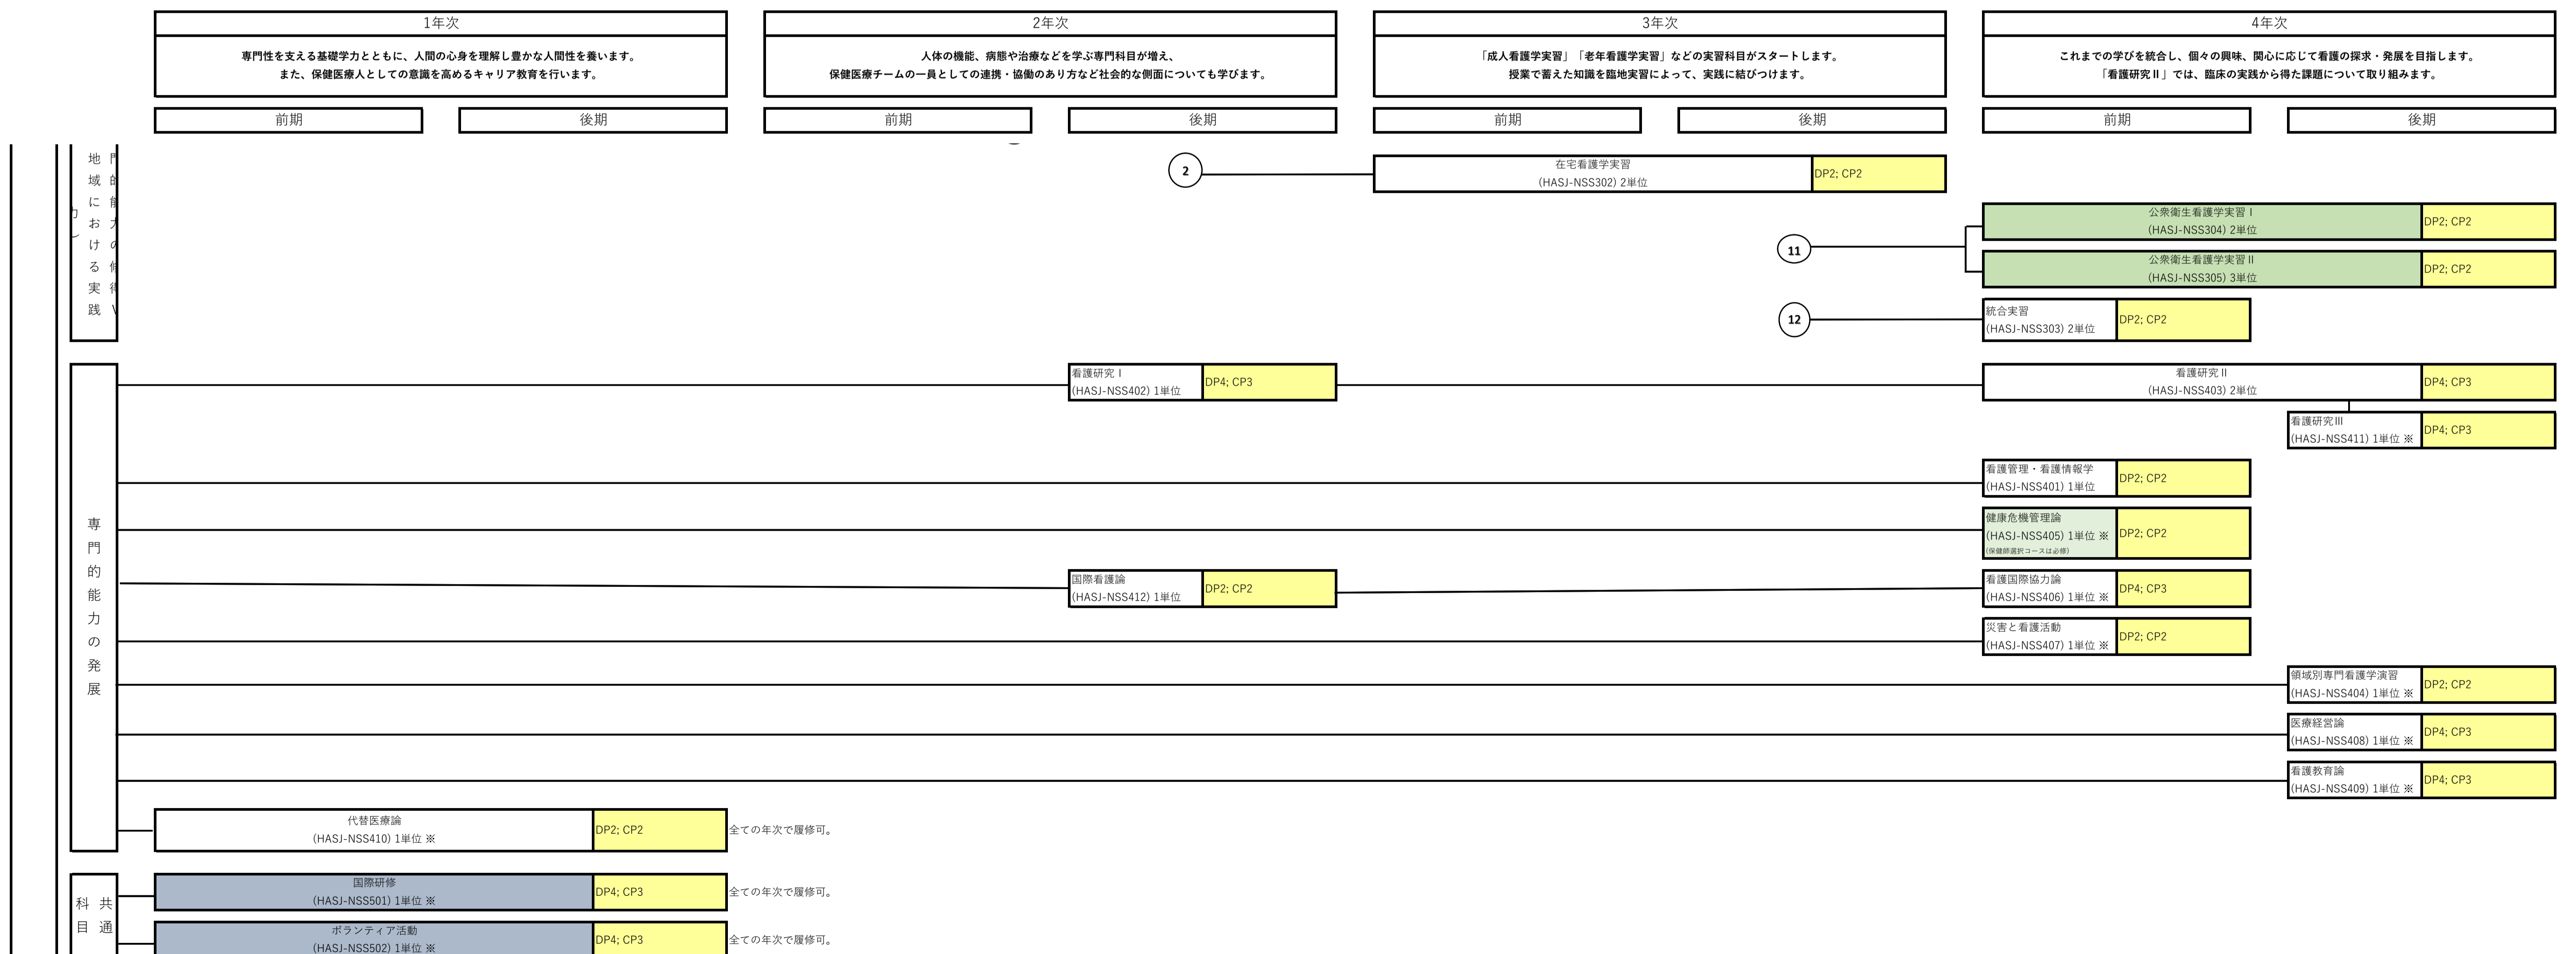 1年次
専門性を支える基礎学力とともに、人間の心身を理解し豊かな人間性を養います。
また、保健医療人としての意識を高めるキャリア教育を行います。
前期
後期
2年次
人体の機能、病態や治療などを学ぶ専門科目が増え、
保健医療チームの一員としての連携・協働のあり方など社会的な側面についても学びます。
前期
後期
3年次
「成人看護学実習」「老年看護学実習」などの実習科目がスタートします。
授業で蓄えた知識を臨地実習によって、実践に結びつけます。
前期
後期
4年次
これまでの学びを統合し、個々の興味、関心に応じて看護の探求・発展を目指します。
「看護研究Ⅱ」では、臨床の実践から得た課題について取り組みます。
前期
後期
地域における実践
2
在宅看護学実習
(HASJ-NSS302) 2単位
DP2; CP2
11
公衆衛生看護学実習Ⅰ
(HASJ-NSS304) 2単位
DP2; CP2
公衆衛生看護学実習Ⅱ
(HASJ-NSS305) 3単位
DP2; CP2
12
統合実習
(HASJ-NSS303) 2単位
DP2; CP2
専門的能力の発展
看護研究Ⅰ
(HASJ-NSS402) 1単位
DP4; CP3
看護研究Ⅱ
(HASJ-NSS403) 2単位
DP4; CP3
看護研究Ⅲ
(HASJ-NSS411) 1単位 ※
DP4; CP3
看護管理・看護情報学
(HASJ-NSS401) 1単位
DP2; CP2
健康危機管理論
(HASJ-NSS405) 1単位 ※
(保健師選択コースは必修)
DP2; CP2
国際看護論
(HASJ-NSS412) 1単位
DP2; CP2
看護国際協力論
(HASJ-NSS406) 1単位 ※
DP4; CP3
災害と看護活動
(HASJ-NSS407) 1単位 ※
DP2; CP2
領域別専門看護学演習
(HASJ-NSS404) 1単位 ※
DP2; CP2
医療経営論
(HASJ-NSS408) 1単位 ※
DP4; CP3
看護教育論
(HASJ-NSS409) 1単位 ※
DP4; CP3
代替医療論
(HASJ-NSS410) 1単位 ※
DP2; CP2
全ての年次で履修可。
共通科目
国際研修
(HASJ-NSS501) 1単位 ※
DP4; CP3
全ての年次で履修可。
ボランティア活動
(HASJ-NSS502) 1単位 ※
DP4; CP3
全ての年次で履修可。